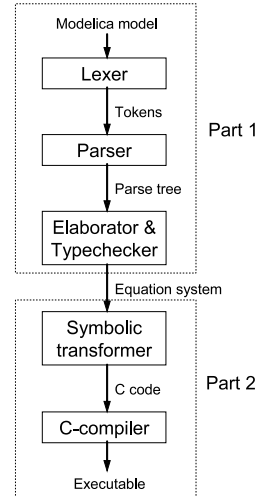 Modelica model
Lexer
Tokens
Part 1
Parser
Parse tree
Elaborator &
Typechecker
Equation system
Symbolic
transformer
C code
Part 2
C-compiler
Executable